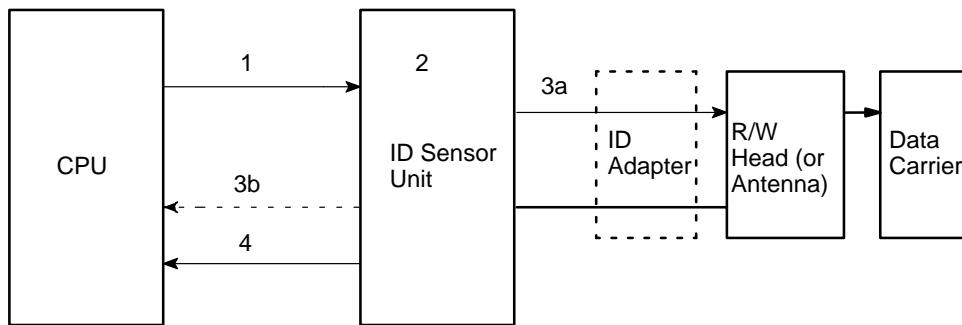 1
2
3a
CPU
ID Sensor
Unit
ID
Adapter
R/W
Head (or
Antenna)
Data
Carrier
3b
4